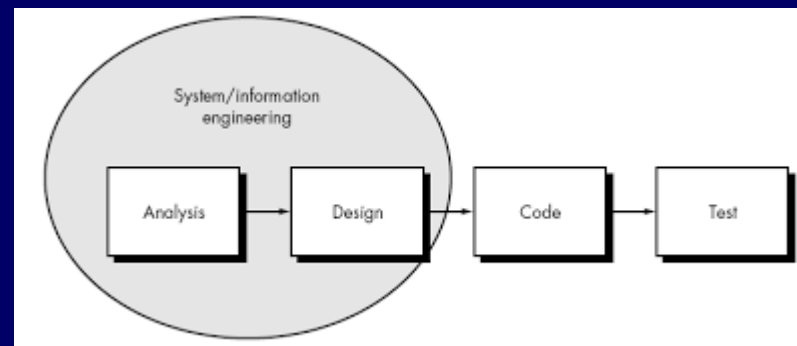 System/information
engineering
Analysis
Design
Code
Test